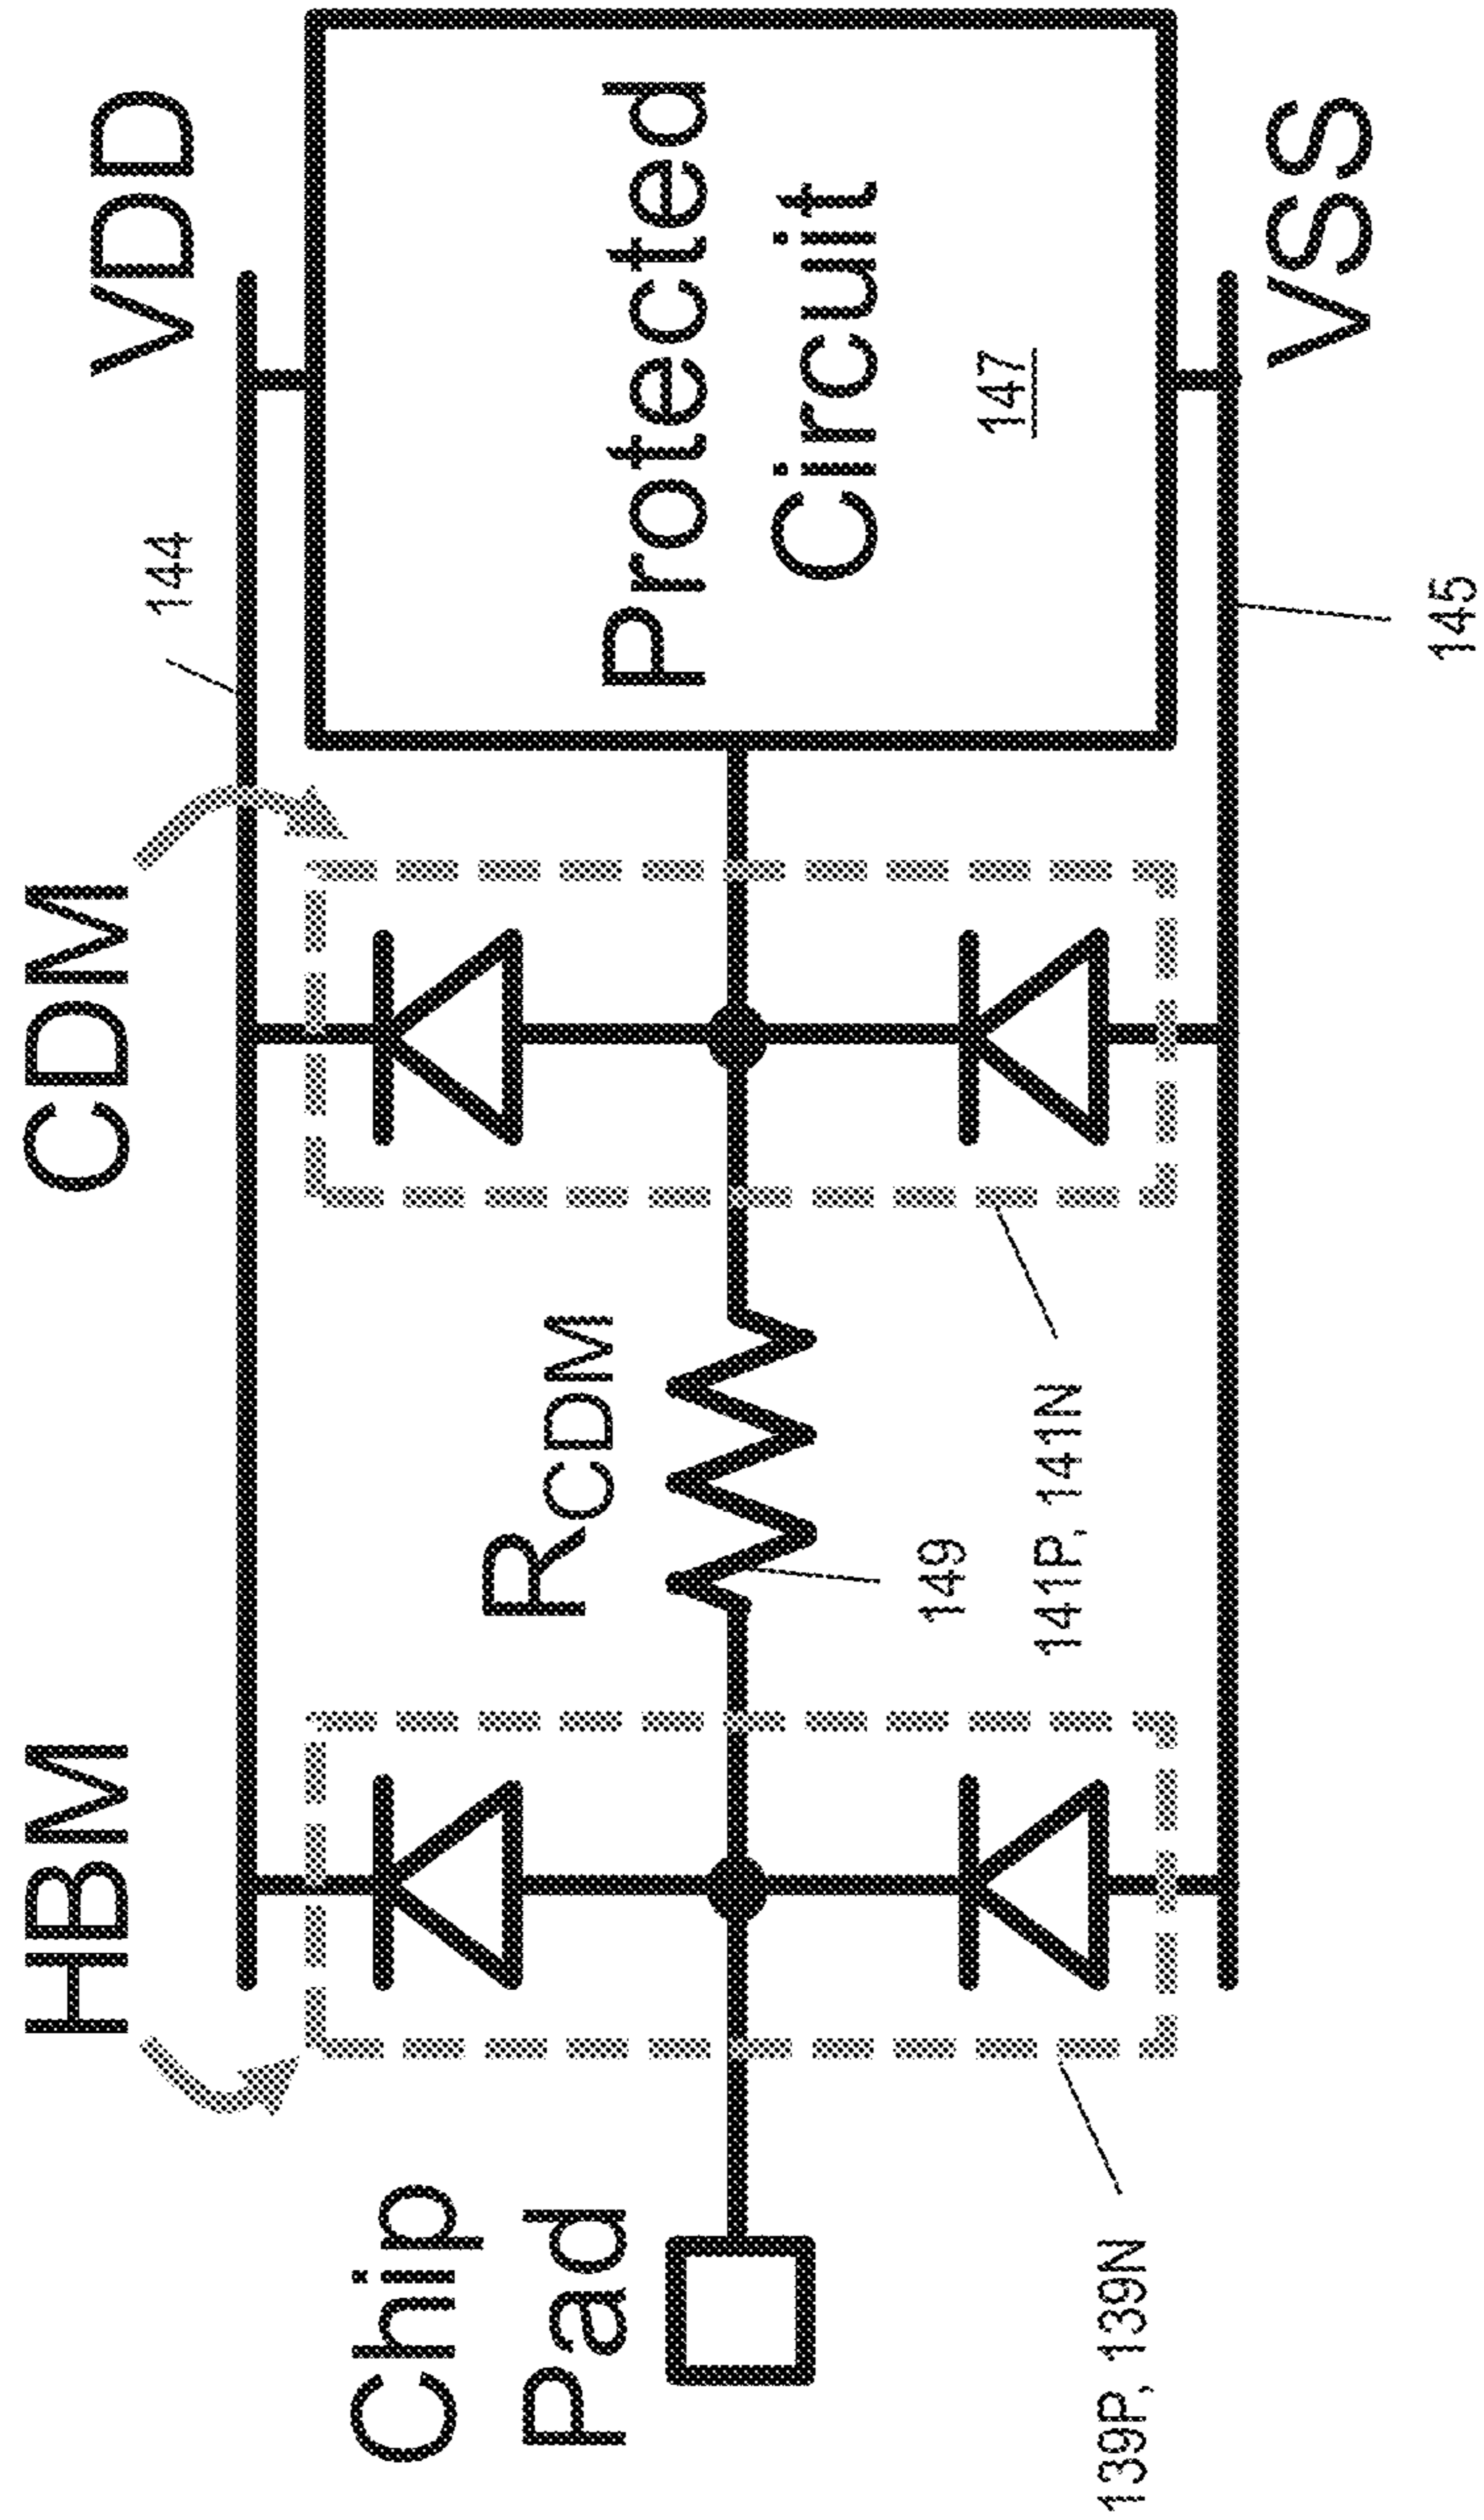 HBM
CDM
VDD
144
Chip
Pad
RCDM
Protected
Circuit
147
149
141P, 141N
139P, 139N
VSS
145